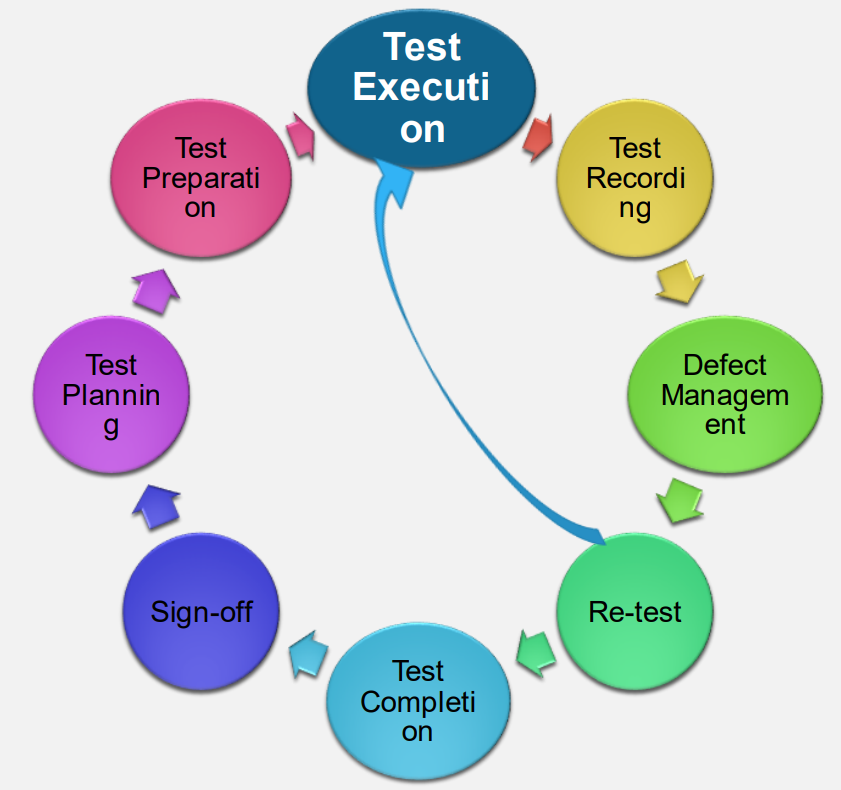 Test
Executi
on
Test
Recordi
ng
Defect
Managem
ent
Re-test
Test
Completi
on
Sign-off
Test
Plannin
g
Test
Preparati
on